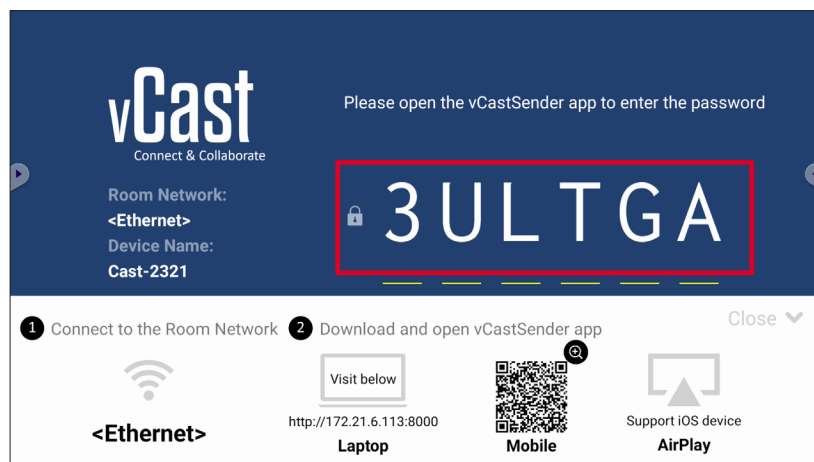 vCast
Connect & Collaborate
Please open the vCastSender app to enter the password
Room Network:
<Ethernet>
Device Name:
Cast-2321
3ULTGA
Close
1 Connect to the Room Network
2 Download and open vCastSender app
<Ethernet>
Visit below
http://172.21.6.113:8000
Laptop
Mobile
Support iOS device
AirPlay